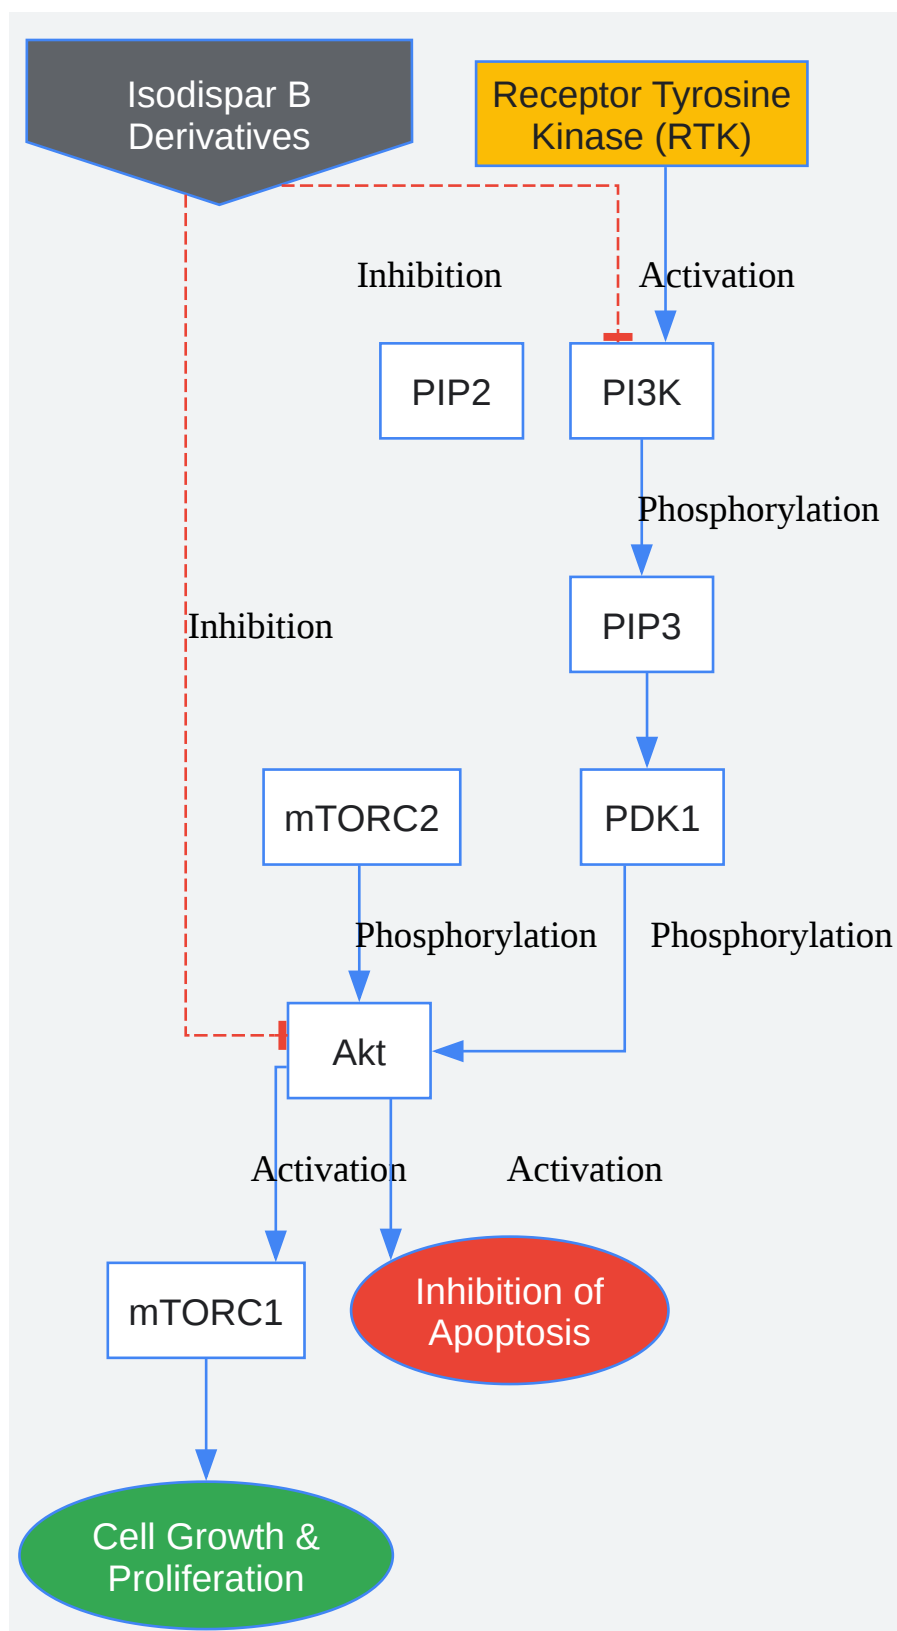 Isodispar B
Derivatives
Receptor Tyrosine
Kinase (RTK)
Inhibition
Activation
PIP2
PI3K
Phosphorylation
Inhibition
PIP3
mTORC2
PDK1
Phosphorylation
Phosphorylation
Akt
Activation
Activation
mTORC1
Inhibition of
Apoptosis
Cell Growth &
Proliferation